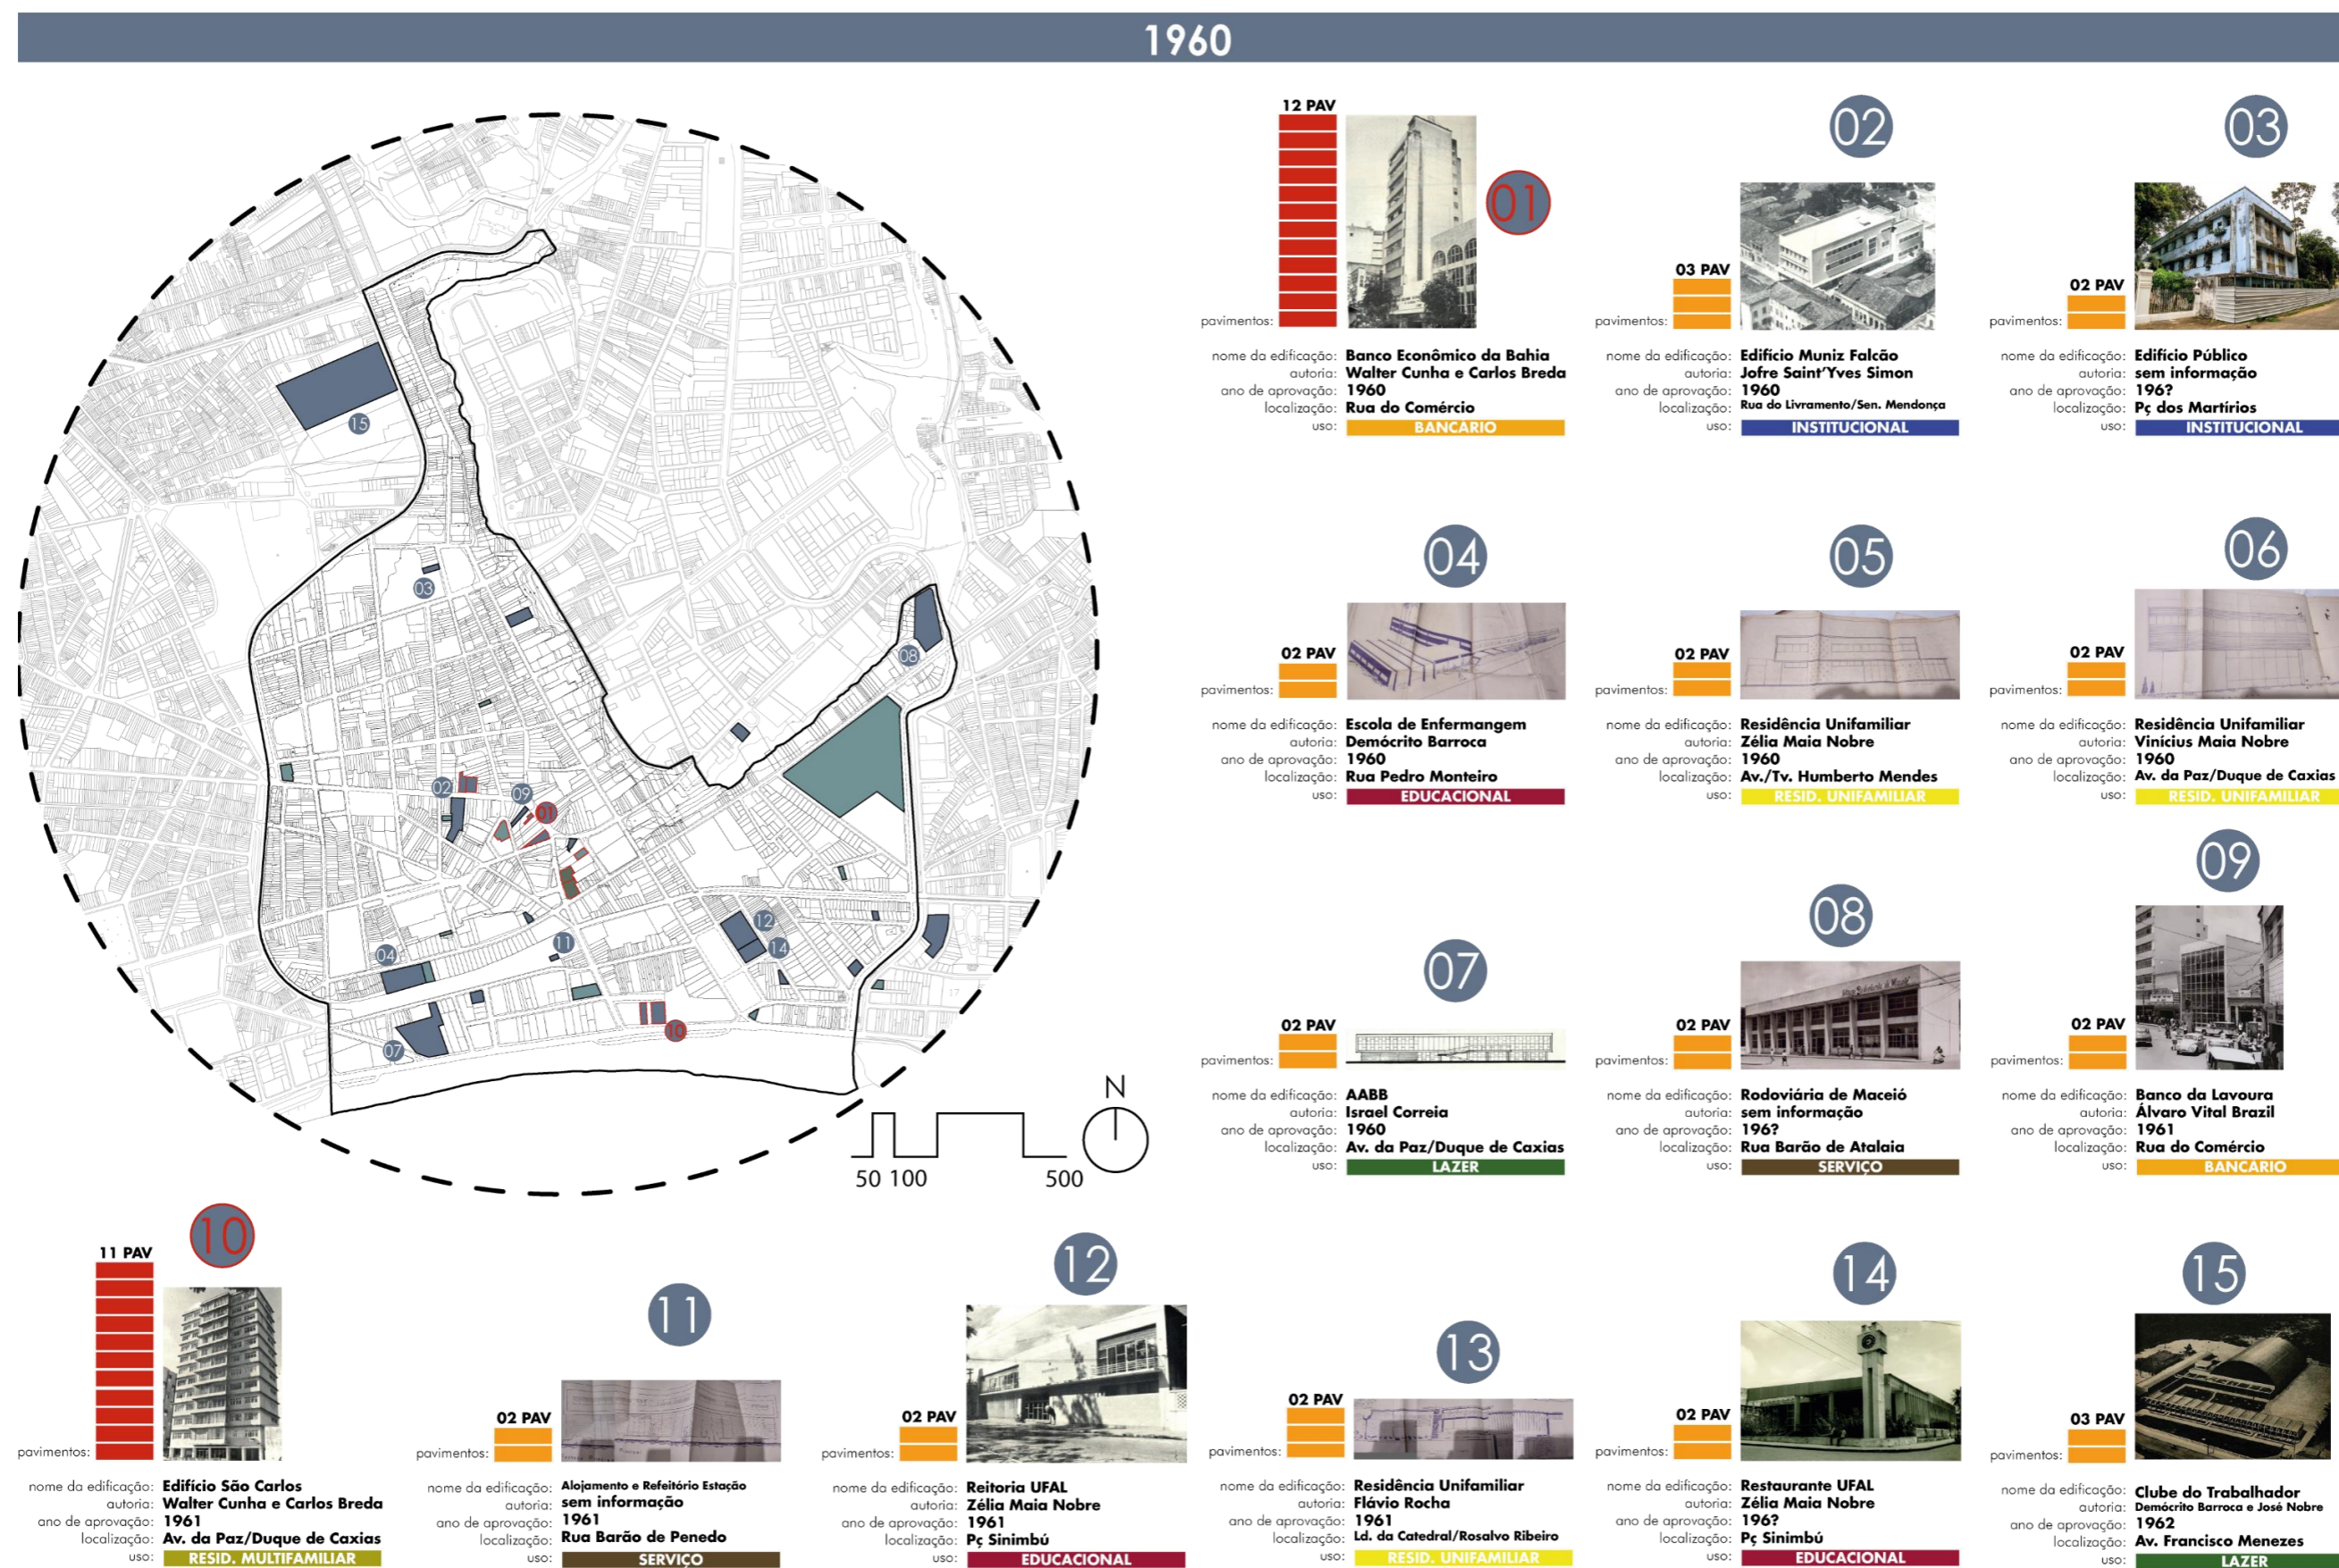 1960
12 PAV
01
pavimentos:
nome da edificação: Banco Econômico da Bahia
autoria: Walter Cunha e Carlos Breda
ano de aprovação: 1960
localização: Rua do Comércio
uso: BANCÁRIO
02
03 PAV
pavimentos:
nome da edificação: Edifício Muniz Falcão
autoria: Jofre Saint'Yves Simon
ano de aprovação: 1960
localização: Rua do Livramento/Sen. Mendonça
uso: INSTITUCIONAL
03
02 PAV
pavimentos:
nome da edificação: Edifício Público
autoria: sem informação
ano de aprovação: 196?
localização: Pç dos Martírios
uso: INSTITUCIONAL
04
02 PAV
pavimentos:
nome da edificação: Escola de Enfermangem
autoria: Demócrito Barroca
ano de aprovação: 1960
localização: Rua Pedro Monteiro
uso: EDUCACIONAL
05
02 PAV
pavimentos:
nome da edificação: Residência Unifamiliar
autoria: Zélia Maia Nobre
ano de aprovação: 1960
localização: Av./Tv. Humberto Mendes
uso: RESID. UNIFAMILIAR
06
02 PAV
pavimentos:
nome da edificação: Residência Unifamiliar
autoria: Vinícius Maia Nobre
ano de aprovação: 1960
localização: Av. da Paz/Duque de Caxias
uso: RESID. UNIFAMILIAR
07
02 PAV
pavimentos:
nome da edificação: AABB
autoria: Israel Correia
ano de aprovação: 1960
localização: Av. da Paz/Duque de Caxias
uso: LAZER
08
02 PAV
pavimentos:
nome da edificação: Rodoviária de Maceió
autoria: sem informação
ano de aprovação: 196?
localização: Rua Barão de Atalaia
uso: SERVIÇO
09
02 PAV
pavimentos:
nome da edificação: Banco da Lavoura
autoria: Álvaro Vital Brazil
ano de aprovação: 1961
localização: Rua do Comércio
uso: BANCÁRIO
15
03
08
02
09
01
12
14
11
04
17
07
10
N
50 100 500
10
11 PAV
pavimentos:
nome da edificação: Edifício São Carlos
autoria: Walter Cunha e Carlos Breda
ano de aprovação: 1961
localização: Av. da Paz/Duque de Caxias
uso: RESID. MULTIFAMILIAR
11
02 PAV
pavimentos:
nome da edificação: Alojamento e Refeitório Estação
autoria: sem informação
ano de aprovação: 1961
localização: Rua Barão de Penedo
uso: SERVIÇO
12
02 PAV
pavimentos:
nome da edificação: Reitoria UFAL
autoria: Zélia Maia Nobre
ano de aprovação: 1961
localização: Pç Sinimbú
uso: EDUCACIONAL
13
02 PAV
pavimentos:
nome da edificação: Residência Unifamiliar
autoria: Flávio Rocha
ano de aprovação: 1961
localização: Ld. da Catedral/Rosalvo Ribeiro
uso: RESID. UNIFAMILIAR
14
02 PAV
pavimentos:
nome da edificação: Restaurante UFAL
autoria: Zélia Maia Nobre
ano de aprovação: 196?
localização: Pç Sinimbú
uso: EDUCACIONAL
15
03 PAV
pavimentos:
nome da edificação: Clube do Trabalhador
autoria: Demócrito Barroca e José Nobre
ano de aprovação: 1962
localização: Av. Francisco Menezes
uso: LAZER